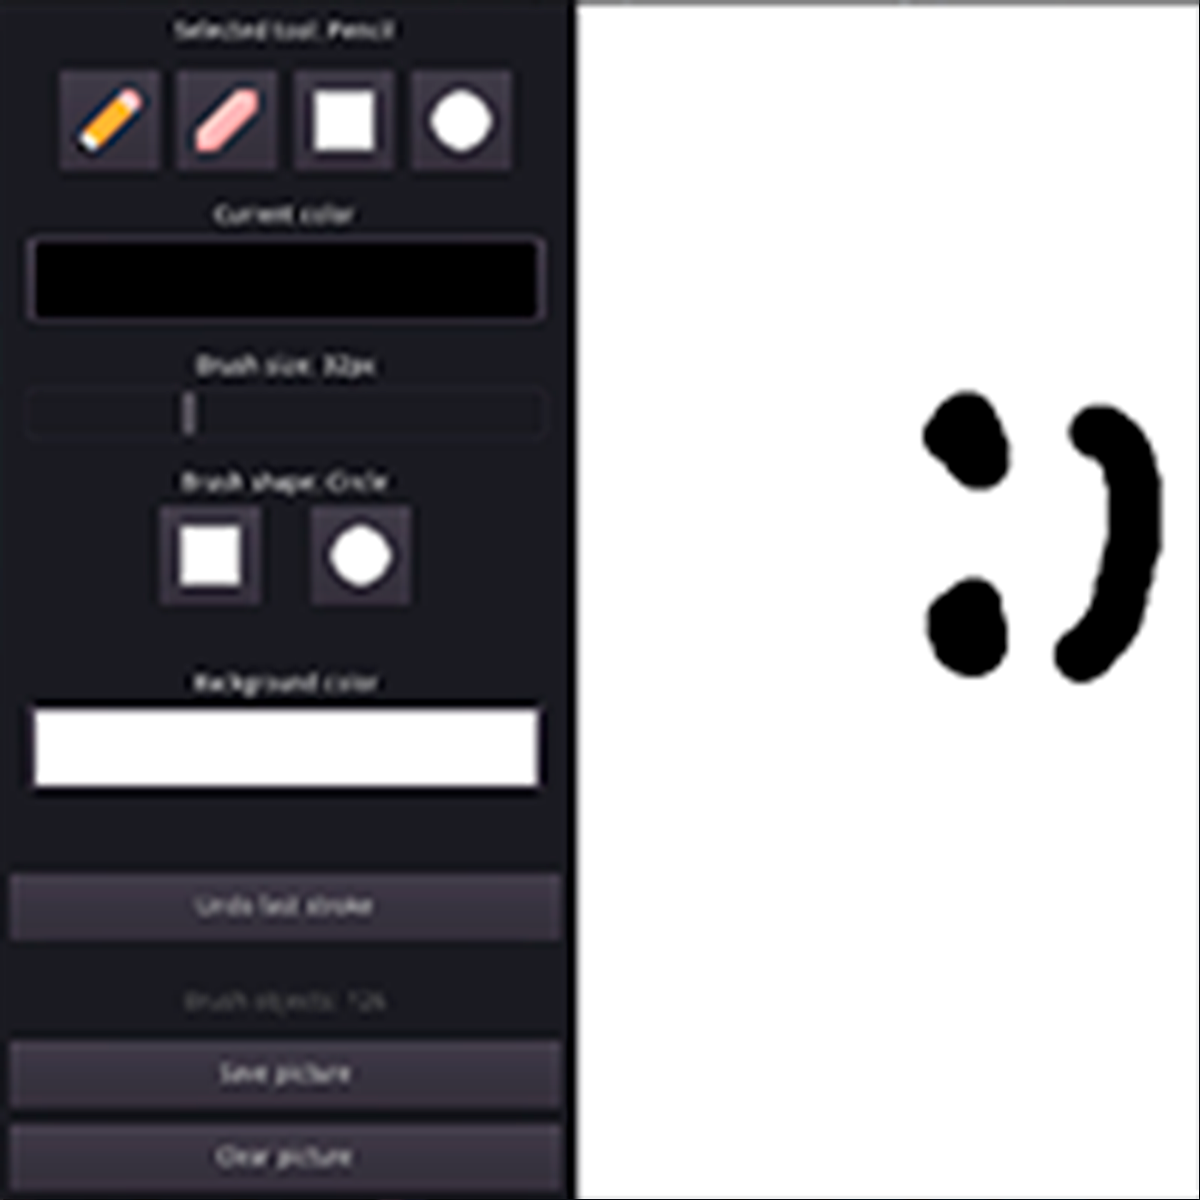 Selected tool: Pencil
Current color
Brush size: 32px
Brush shape: Circle
Background color
Undo last stroke
Brush objects: 126
Save picture
Clear picture